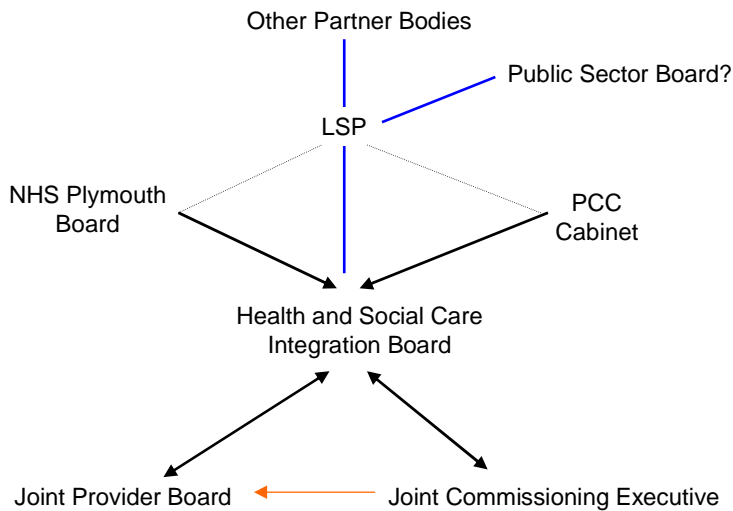 Other Partner Bodies
Public Sector Board?
LSP
NHS Plymouth
Board
PCC
Cabinet
Health and Social Care
Integration Board
Joint Provider Board
Joint Commissioning Executive